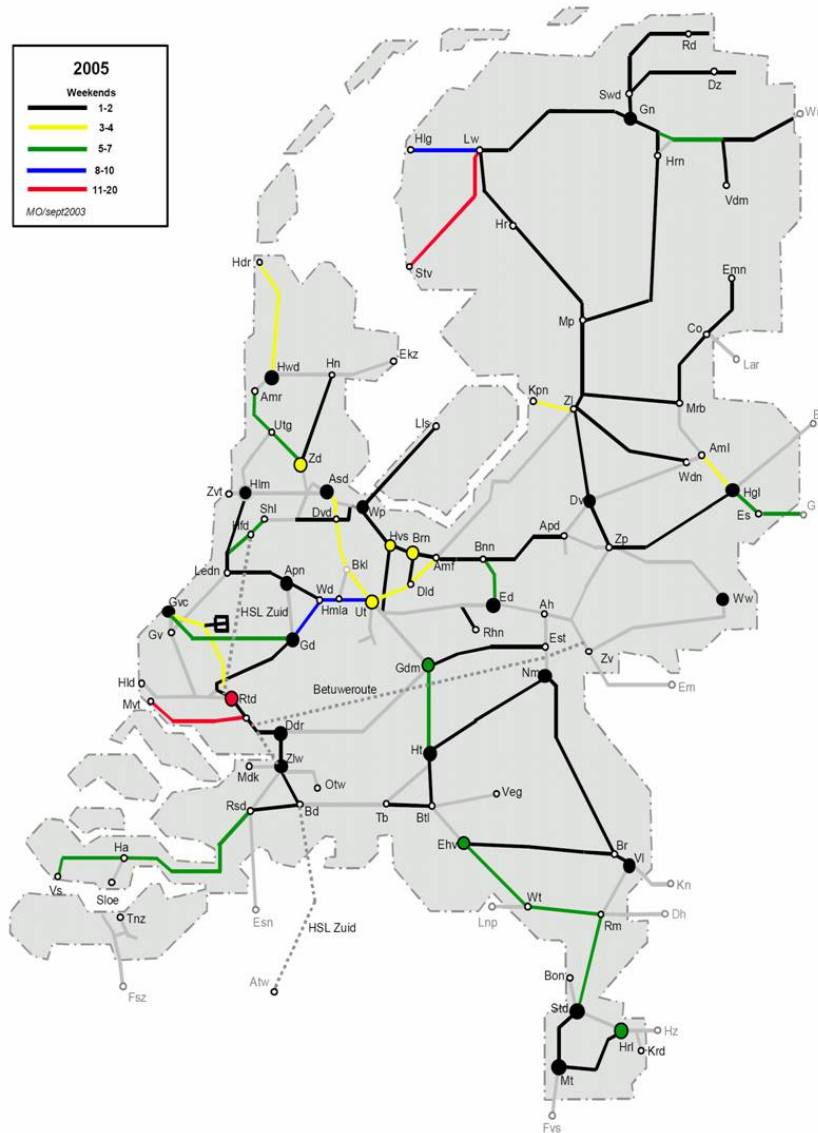 2005
Weekends
1-2
3-4
5-7
8-10
11-20
MO/sept2003
Rd
Dz
Swd
Gn
Hlg
Lw
Hrn
Vdm
Hr
Stv
Hdr
Emn
Mp
Co
Lar
Hn
Ekz
Hwd
Amr
Kpn
Zl
Mrb
Utg
Lls
Zd
Aml
Wdn
Hgl
Zvt
Hlm
Asd
Wp
Dv
Es
G
Shl
Dvd
Hfd
Hvs
Brn
Bnn
Apd
Zp
Amf
Bkl
Dld
Ledn
Apn
Wd
Hmla
Ut
Ed
Ww
Gvc
HSL Zuid
Gv
Gd
Rhn
Ah
Est
Zv
Gdm
Nm
Hld
Mvt
Rtd
Betuweroute
Em
Ddr
Zlw
Ht
Mdk
Otw
Rsd
Bd
Tb
Btl
Veg
Ha
Ehv
Br
Vl
Vs
Sloe
Kn
Tnz
Esn
HSL Zuid
Lnp
Wt
Rm
Dh
Fsz
Atw
Bon
Std
Hrl
Hz
Krd
Mt
Fvs